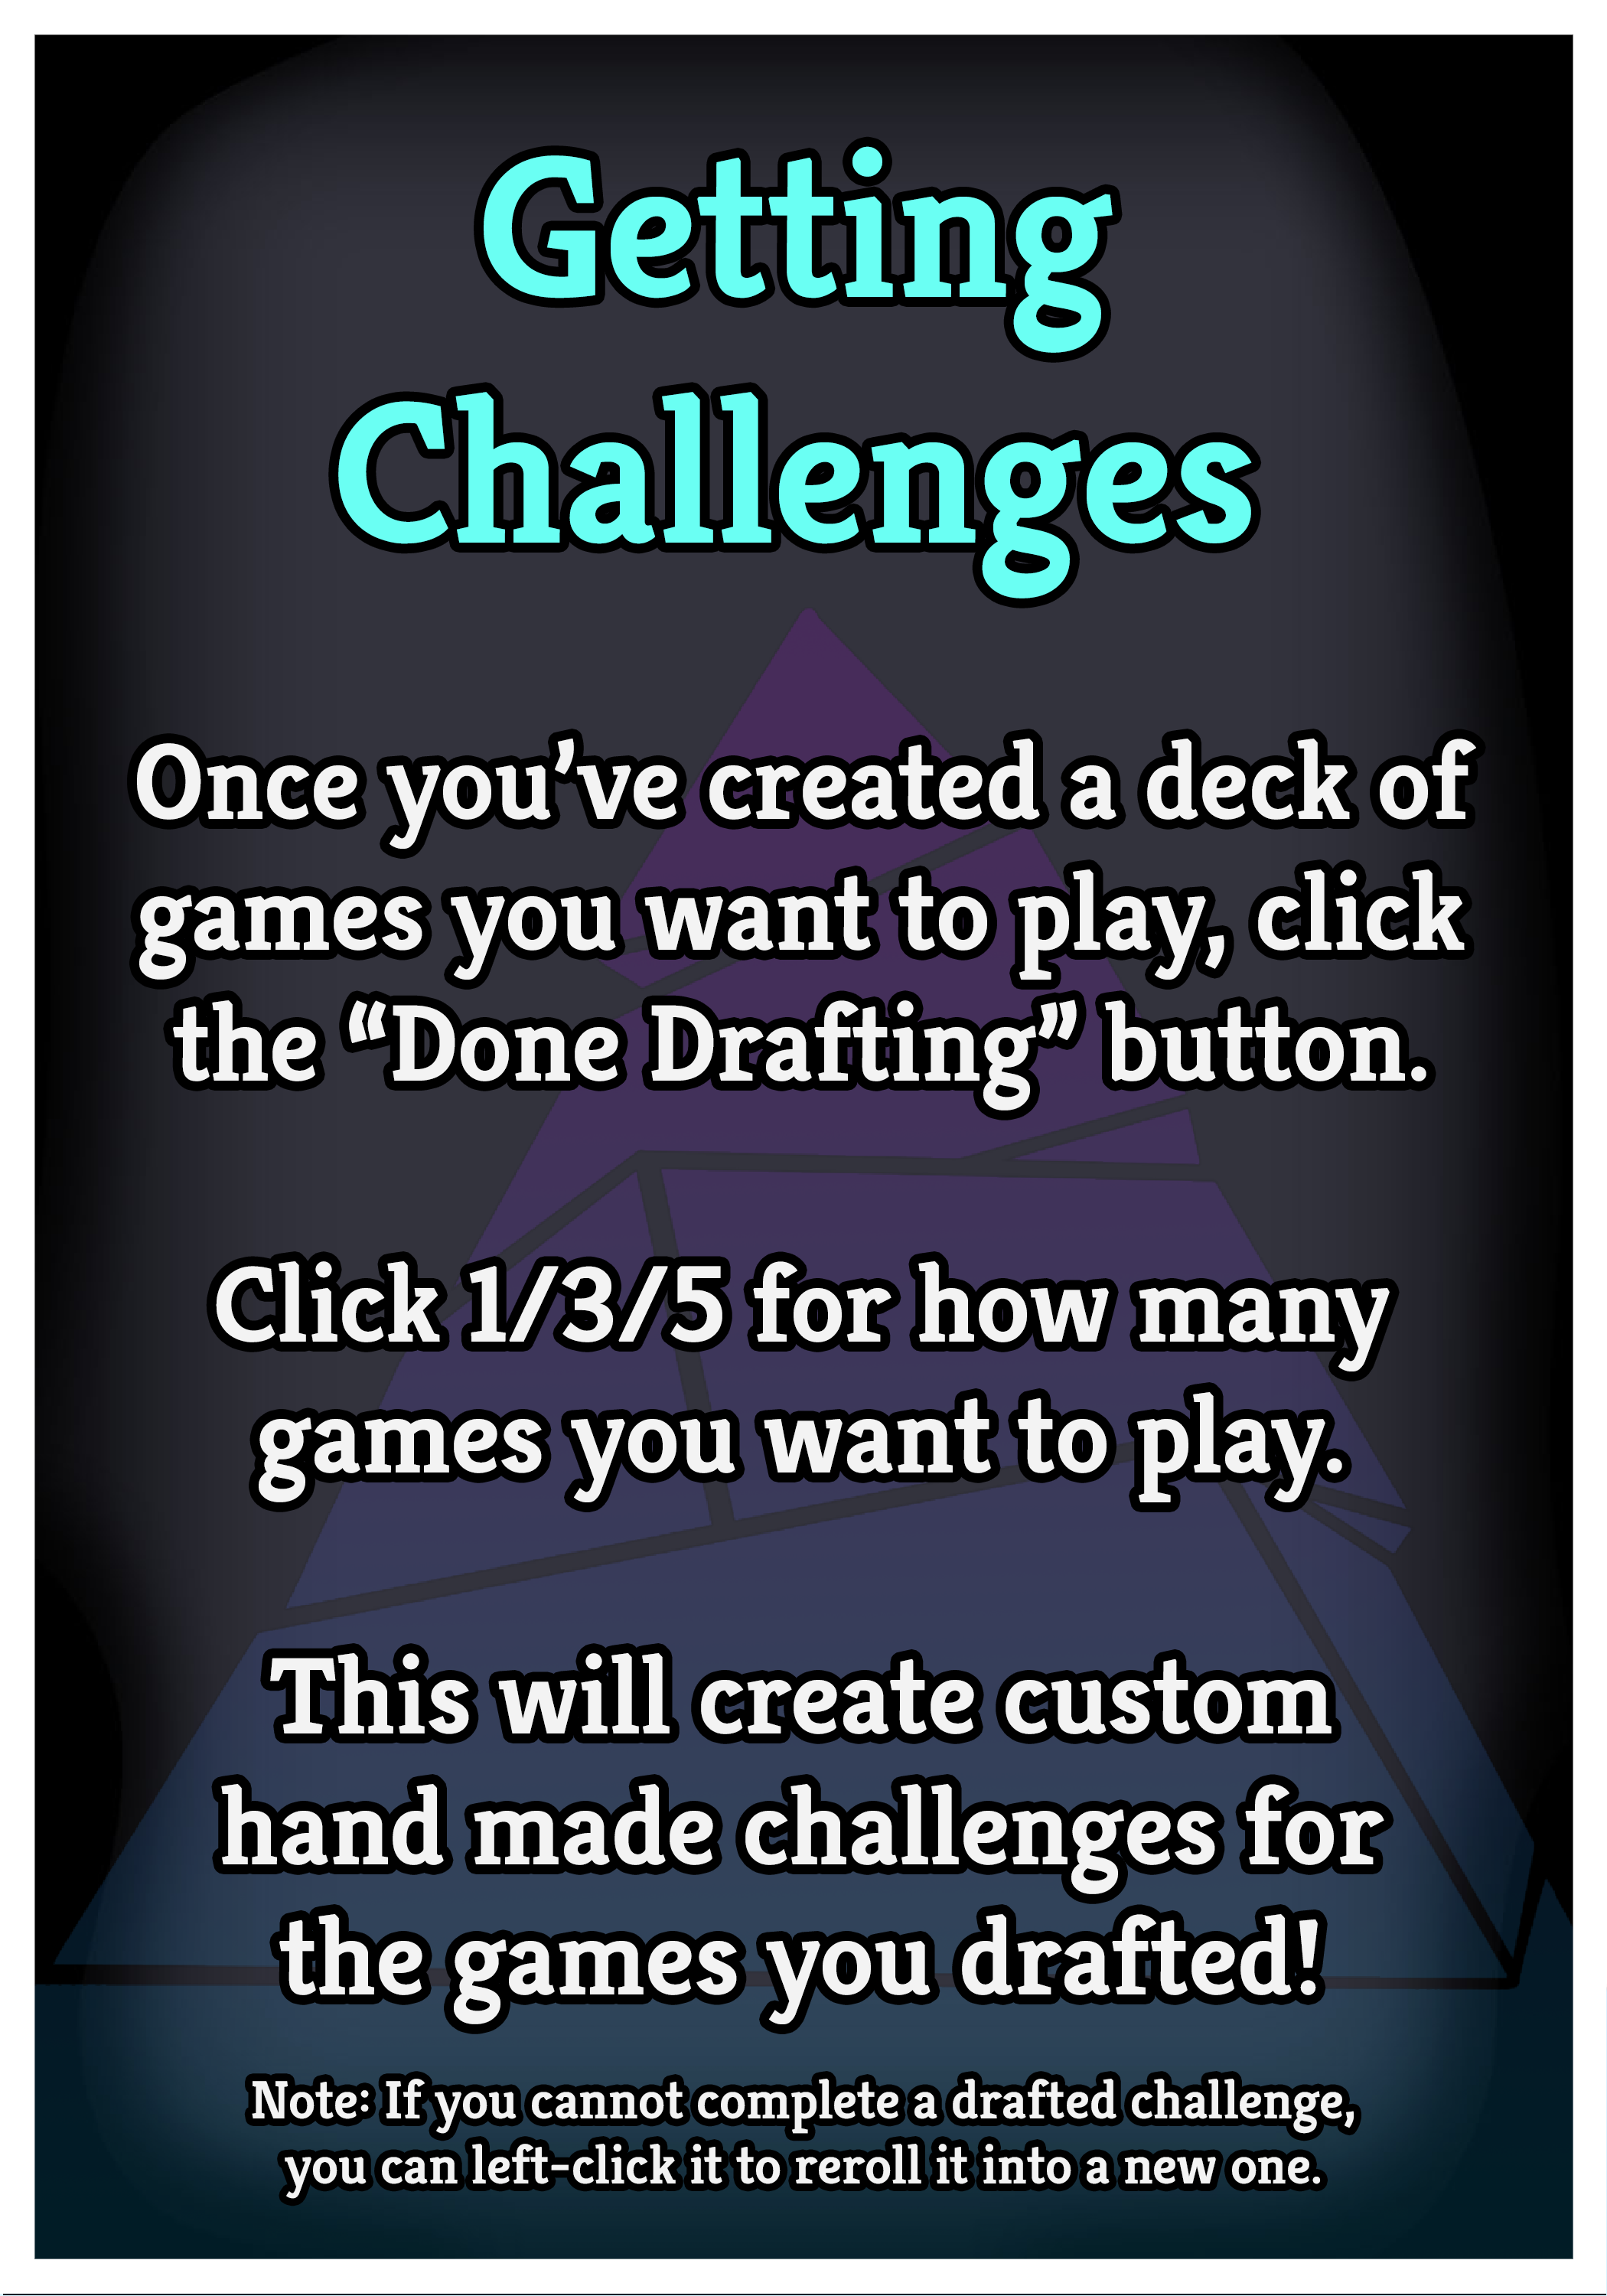 Getting
Challenges
Once you’ve created a deck of
games you want to play, click
the “Done Drafting” button.
Click 1/3/5 for how many
games you want to play.
This will create custom
hand made challenges for
the games you drafted!
Note: If you cannot complete a drafted challenge,
you can left-click it to reroll it into a new one.